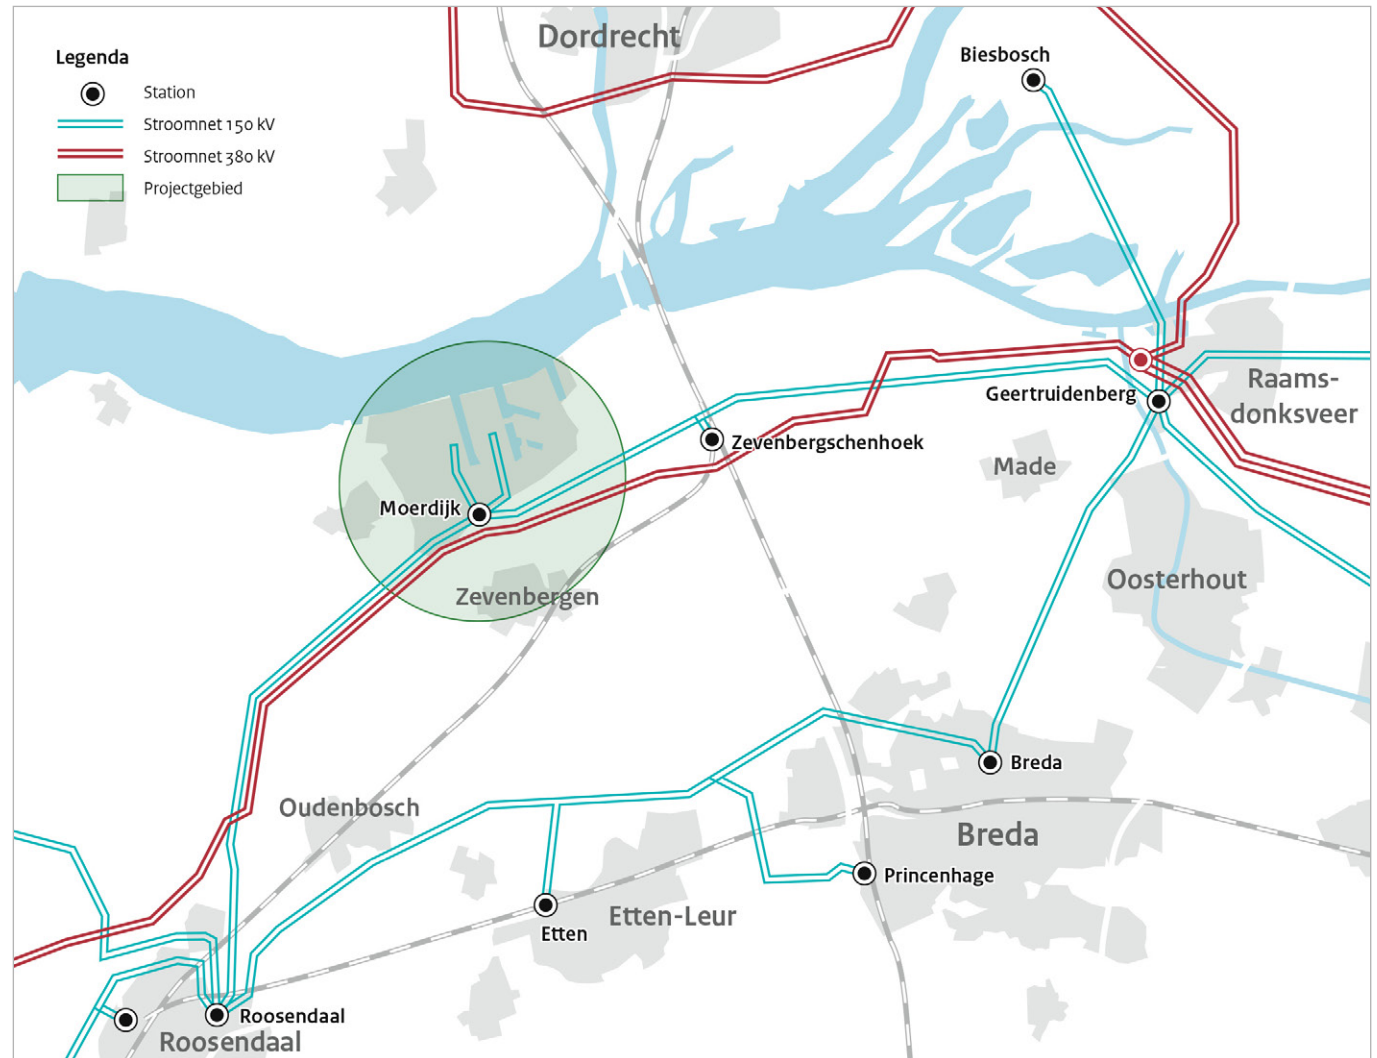 Dordrecht
Biesbosch
Legenda
Station
Stroomnet 150 kV
Stroomnet 380 kV
Projectgebied
Geertruidenberg
Raams-
donksveer
Zevenbergschenhoek
Made
Moerdijk
Oosterhout
Zevenbergen
Breda
Oudenbosch
Breda
Princenhage
Etten-Leur
Etten
Roosendaal
Roosendaal